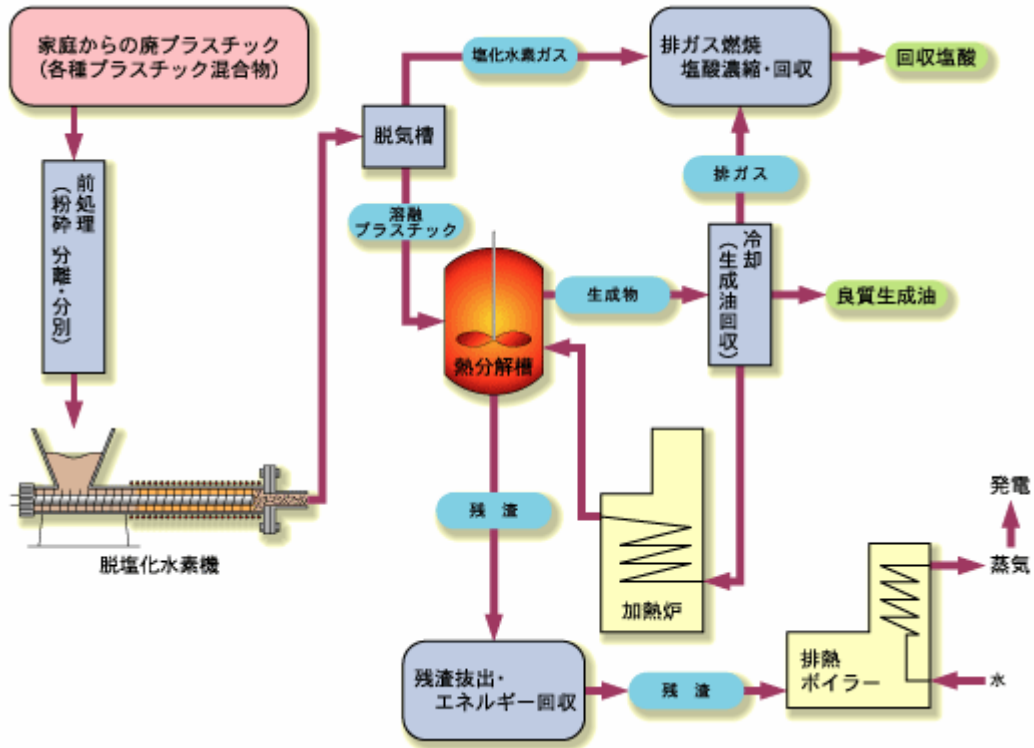 家庭からの廃プラスチック
(各種プラスチック混合物)
前処理
(粉砕 分離・分別)
脱塩化水素機
脱気槽
塩化水素ガス
排ガス燃焼
塩酸濃縮・回収
回収塩酸
溶融
プラスチック
熱分解槽
生成物
排ガス
冷却
(生成油回収)
良質生成油
残渣
加熱炉
残渣抜出・
エネルギー回収
残渣
排熱
ボイラー
水
蒸気
発電